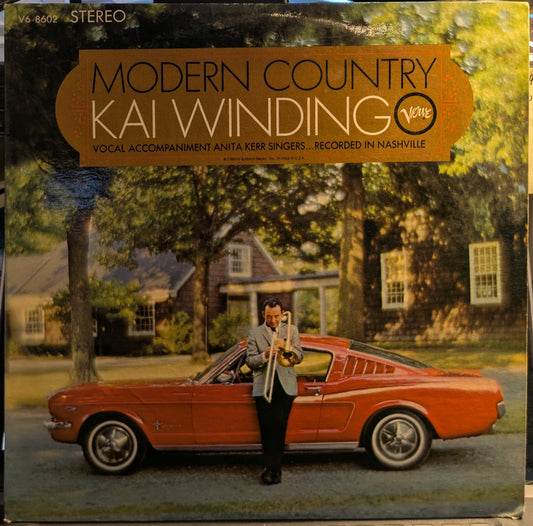 V6-8602 STEREO
MODERN COUNTRY
KAI WINDING
Verve
VOCAL ACCOMPANIMENT ANITA KERR SINGERS...RECORDED IN NASHVILLE